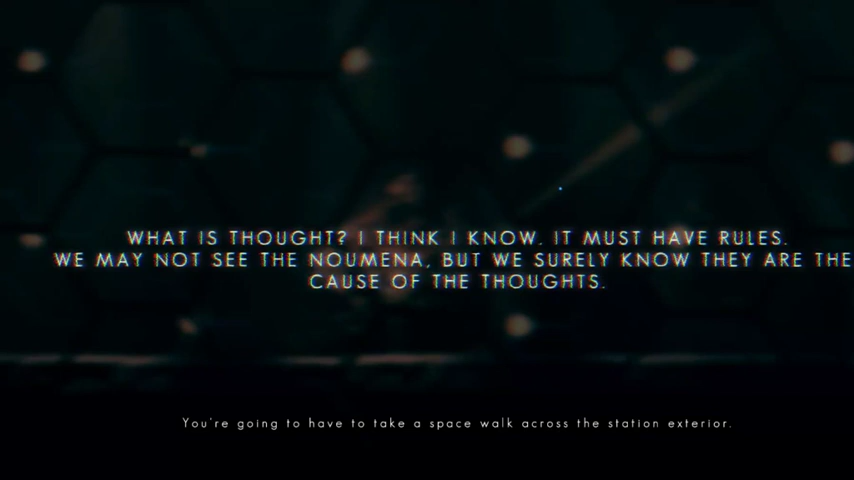 WHAT IS THOUGHT? I THINK I KNOW. IT MUST HAVE RULES.
WE MAY NOT SEE THE NOUMENA, BUT WE SURELY KNOW THEY ARE THE
CAUSE OF THE THOUGHTS.
You're going to have to take a space walk across the station exterior.